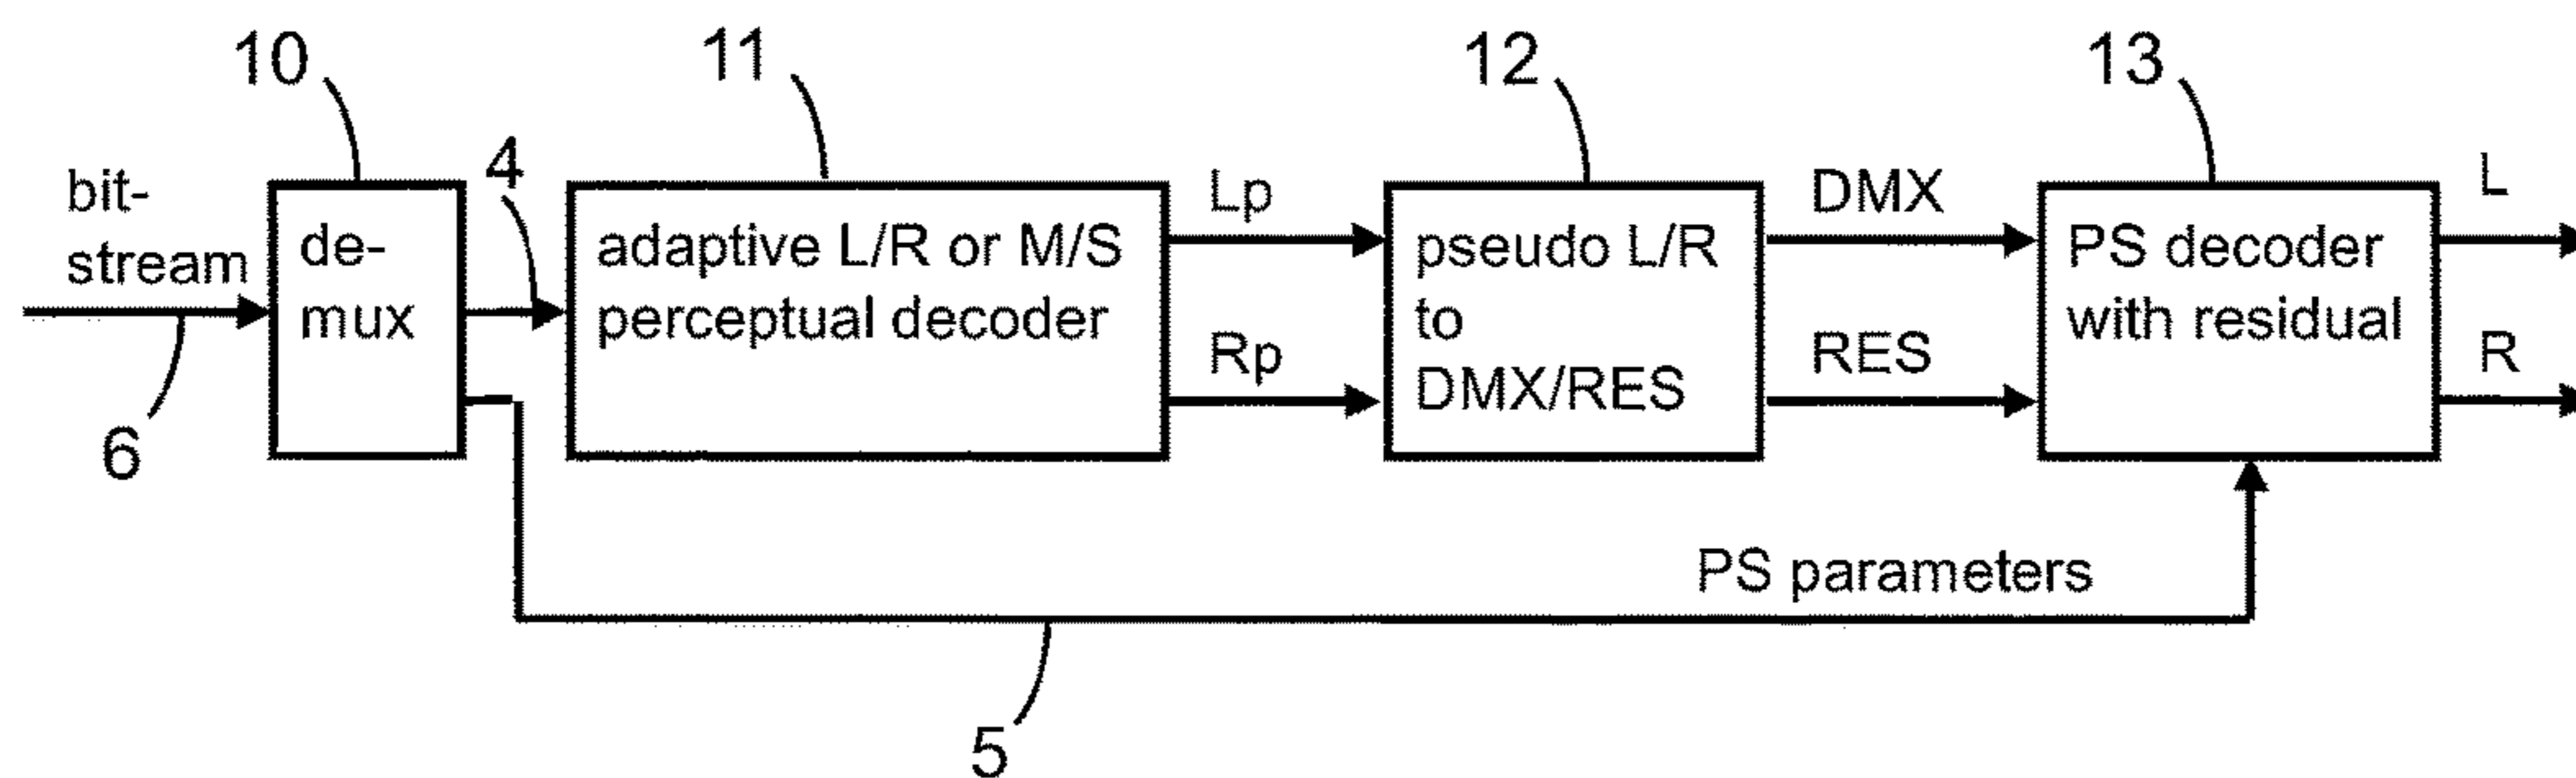 10
11
12
13
bit-
stream
6
de-
mux
4
adaptive L/R or M/S
perceptual decoder
Lp
Rp
pseudo L/R
to
DMX/RES
DMX
RES
PS decoder
with residual
L
R
PS parameters
5